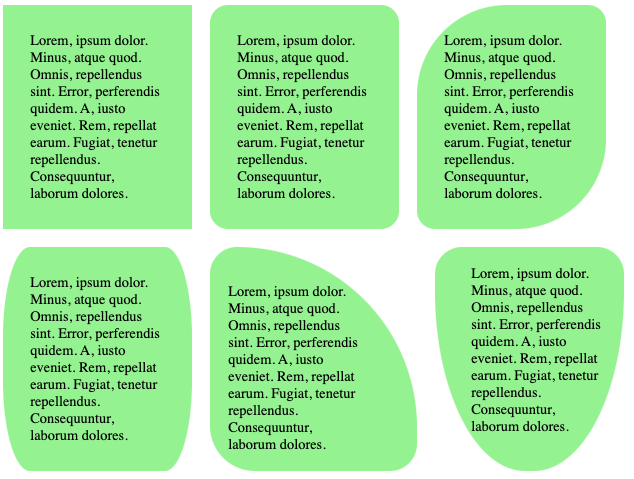 Lorem, ipsum dolor.
Minus, atque quod.
Omnis, repellendus
sint. Error, perferendis
quidem. A, iusto
eveniet. Rem, repellat
earum. Fugiat, tenetur
repellendus.
Consequuntur,
laborum dolores.
Lorem, ipsum dolor.
Minus, atque quod.
Omnis, repellendus
sint. Error, perferendis
quidem. A, iusto
eveniet. Rem, repellat
earum. Fugiat, tenetur
repellendus.
Consequuntur,
laborum dolores.
Lorem, ipsum dolor.
Minus, atque quod.
Omnis, repellendus
sint. Error, perferendis
quidem. A, iusto
eveniet. Rem, repellat
earum. Fugiat, tenetur
repellendus.
Consequuntur,
laborum dolores.
Lorem, ipsum dolor.
Minus, atque quod.
Omnis, repellendus
sint. Error, perferendis
quidem. A, iusto
eveniet. Rem, repellat
earum. Fugiat, tenetur
repellendus.
Consequuntur,
laborum dolores.
Lorem, ipsum dolor.
Minus, atque quod.
Omnis, repellendus
sint. Error, perferendis
quidem. A, iusto
eveniet. Rem, repellat
earum. Fugiat, tenetur
repellendus.
Consequuntur,
laborum dolores.
Lorem, ipsum dolor.
Minus, atque quod.
Omnis, repellendus
sint. Error, perferendis
quidem. A, iusto
eveniet. Rem, repellat
earum. Fugiat, tenetur
repellendus.
Consequuntur,
laborum dolores.